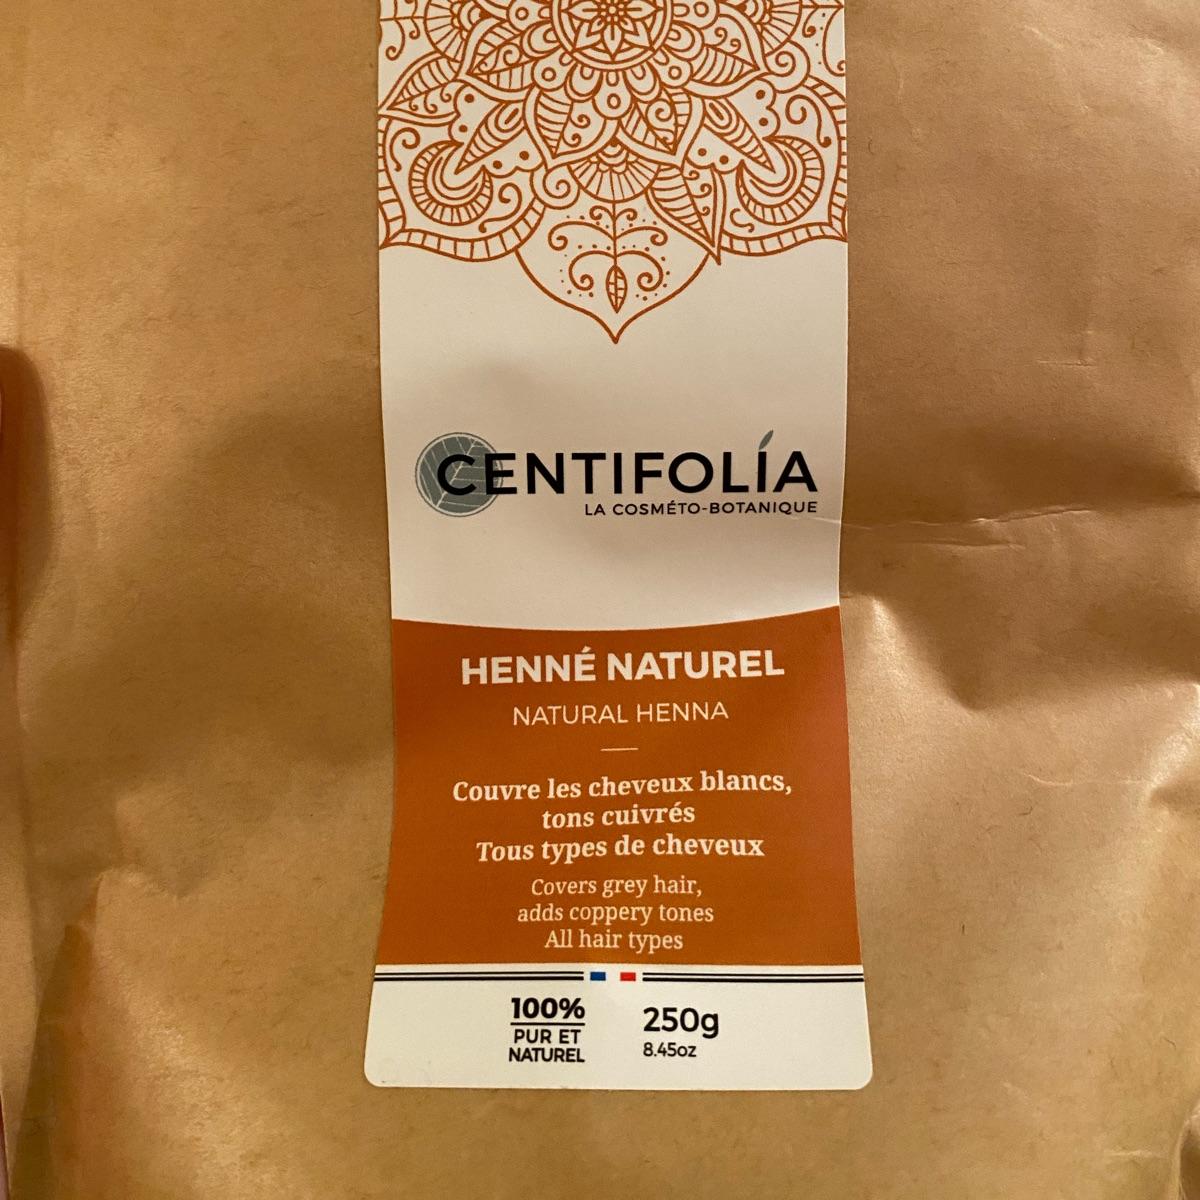 CENTIFOLÍA
LA COSMÉTO-BOTANIQUE
HENNÉ NATUREL
NATURAL HENNA
Couvre les cheveux blancs,
tons cuivrés
Tous types de cheveux
Covers grey hair,
adds coppery tones
All hair types
100%
PUR ET
NATUREL
250g
8.45oz